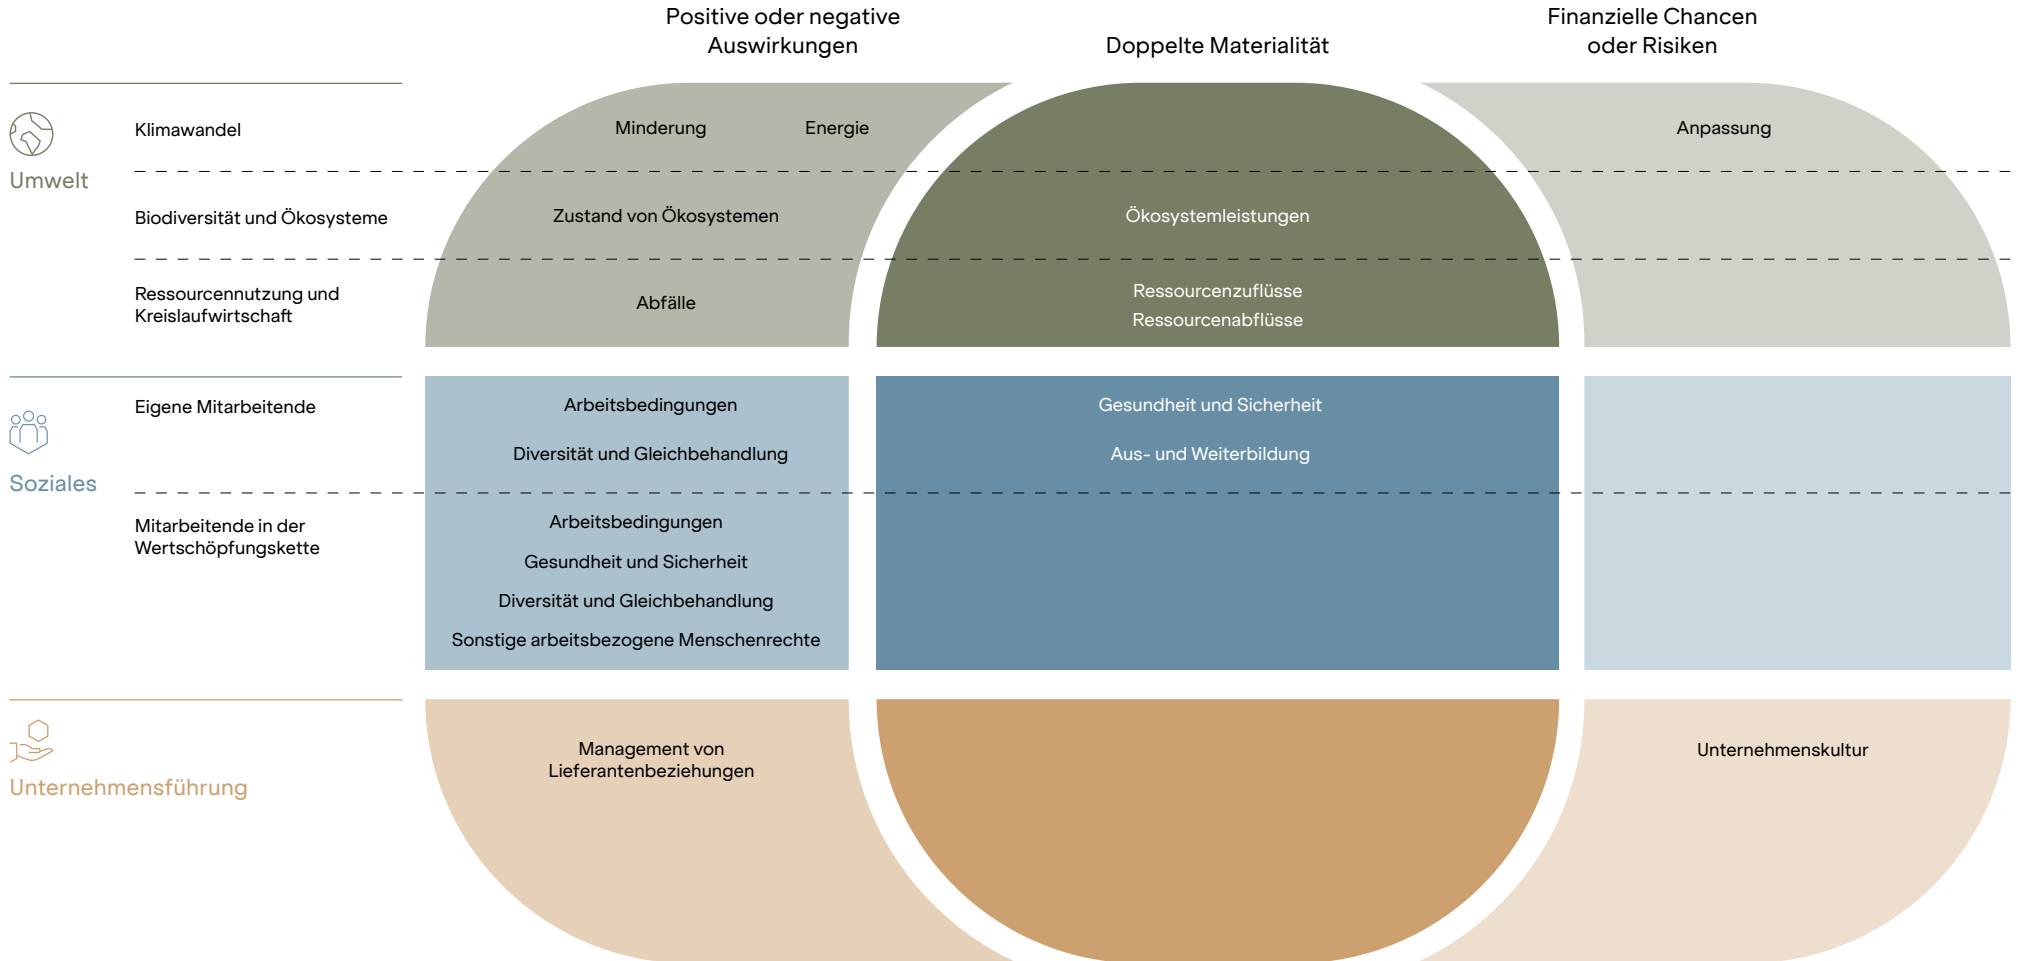 Positive oder negative
Auswirkungen
Doppelte Materialität
Finanzielle Chancen
oder Risiken
Umwelt
Klimawandel
Minderung
Energie
Anpassung
Biodiversität und Ökosysteme
Zustand von Ökosystemen
Ökosystemleistungen
Ressourcennutzung und
Kreislaufwirtschaft
Abfälle
Ressourcenzuflüsse
Ressourcenabflüsse
Soziales
Eigene Mitarbeitende
Arbeitsbedingungen
Gesundheit und Sicherheit
Diversität und Gleichbehandlung
Aus- und Weiterbildung
Mitarbeitende in der
Wertschöpfungskette
Arbeitsbedingungen
Gesundheit und Sicherheit
Diversität und Gleichbehandlung
Sonstige arbeitsbezogene Menschenrechte
Unternehmensführung
Management von
Lieferantenbeziehungen
Unternehmenskultur